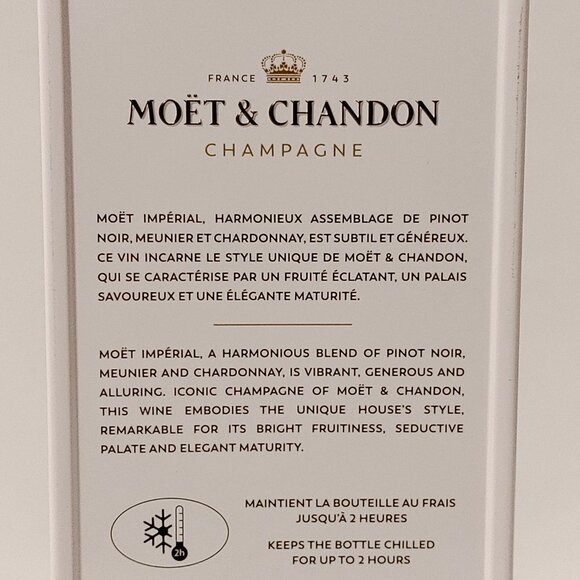 FRANCE 1743
MOËT & CHANDON
CHAMPAGNE
MOËT IMPÉRIAL, HARMONIEUX ASSEMBLAGE DE PINOT
NOIR, MEUNIER ET CHARDONNAY, EST SUBTIL ET GÉNÉREUX.
CE VIN INCARNE LE STYLE UNIQUE DE MOËT & CHANDON,
QUI SE CARACTÉRISE PAR UN FRUITÉ ÉCLATANT, UN PALAIS
SAVOUREUX ET UNE ÉLÉGANTE MATURITÉ.
MOËT IMPÉRIAL, A HARMONIOUS BLEND OF PINOT NOIR,
MEUNIER AND CHARDONNAY, IS VIBRANT, GENEROUS AND
ALLURING. ICONIC CHAMPAGNE OF MOËT & CHANDON,
THIS WINE EMBODIES THE UNIQUE HOUSE'S STYLE,
REMARKABLE FOR ITS BRIGHT FRUITINESS, SEDUCTIVE
PALATE AND ELEGANT MATURITY.
2h
MAINTIENT LA BOUTEILLE AU FRAIS
JUSQU'À 2 HEURES
KEEPS THE BOTTLE CHILLED
FOR UP TO 2 HOURS